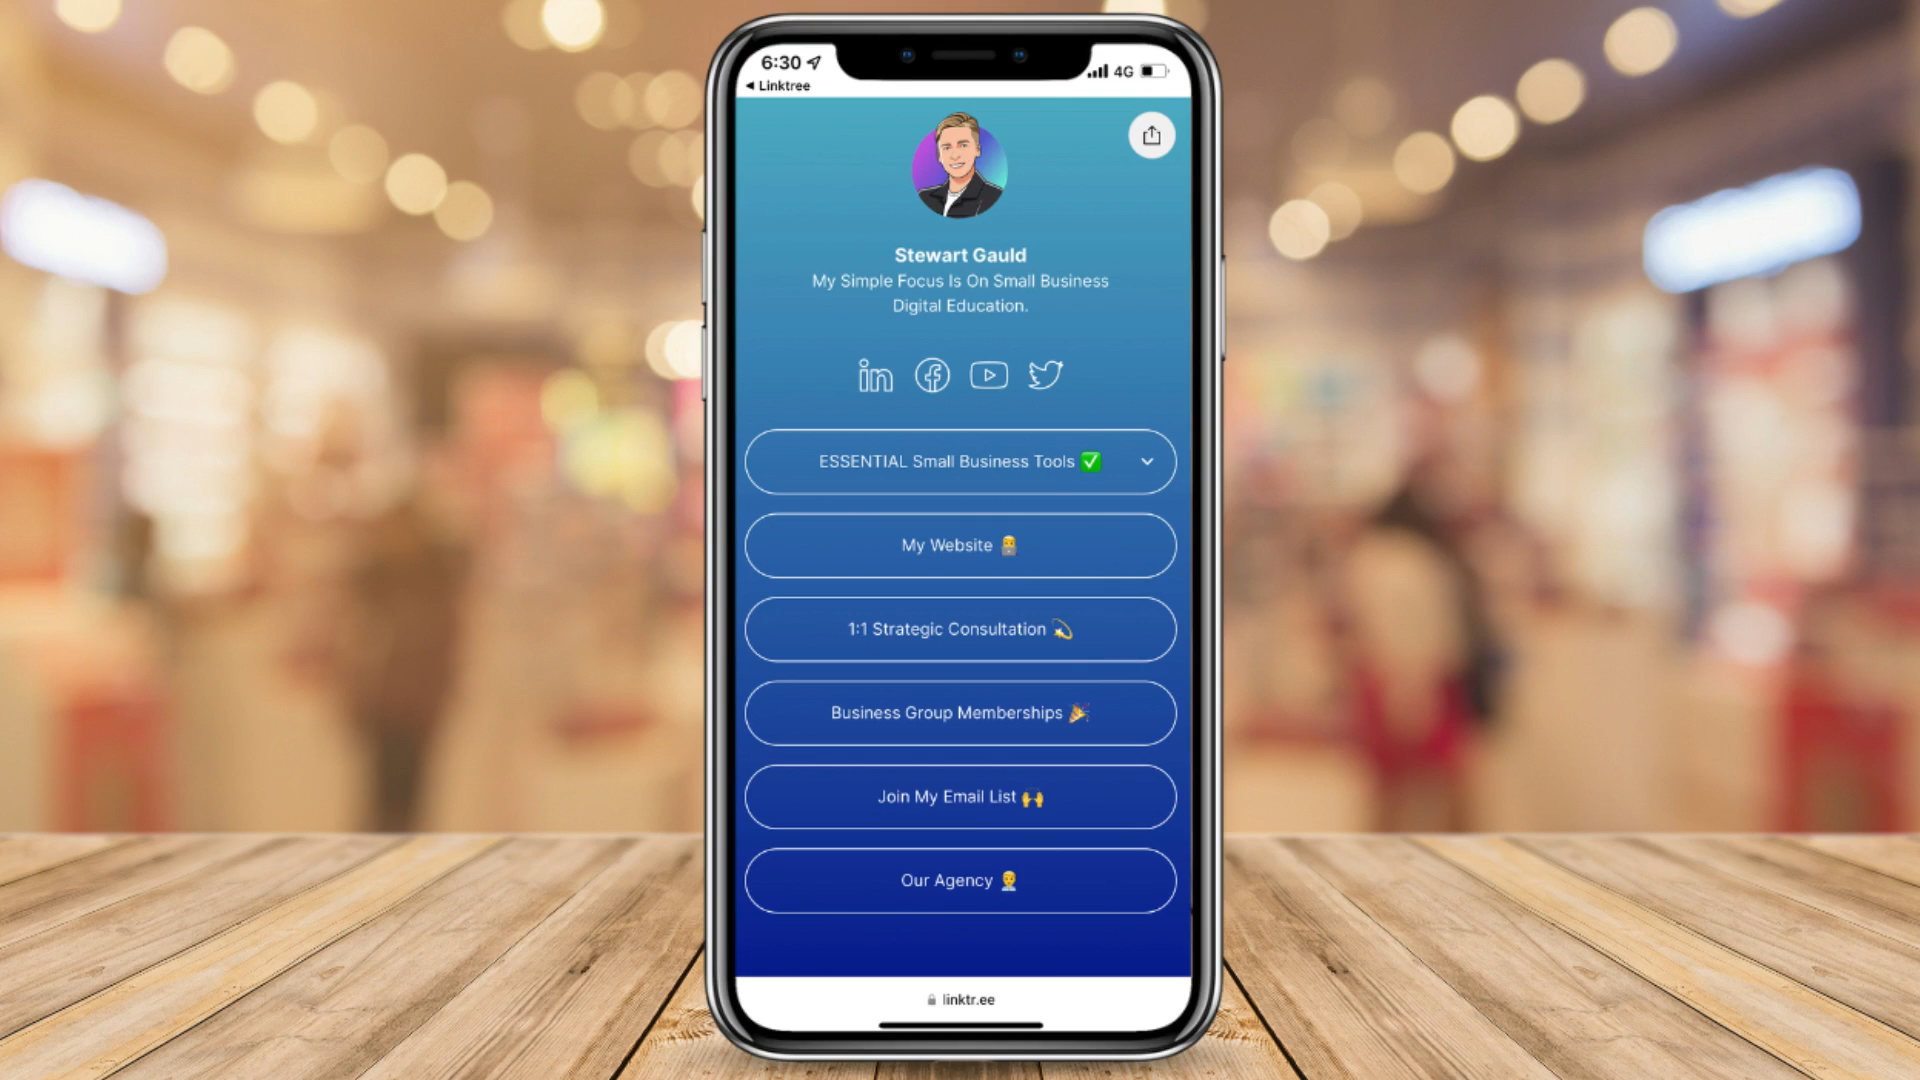 6:30
4G
◀ Linktree
Stewart Gauld
My Simple Focus Is On Small Business
Digital Education.
in
ESSENTIAL Small Business Tools ✅
My Website 👨‍💻
1:1 Strategic Consultation 💫
Business Group Memberships 🎉
Join My Email List 🙌
Our Agency 👨‍💼
linktr.ee